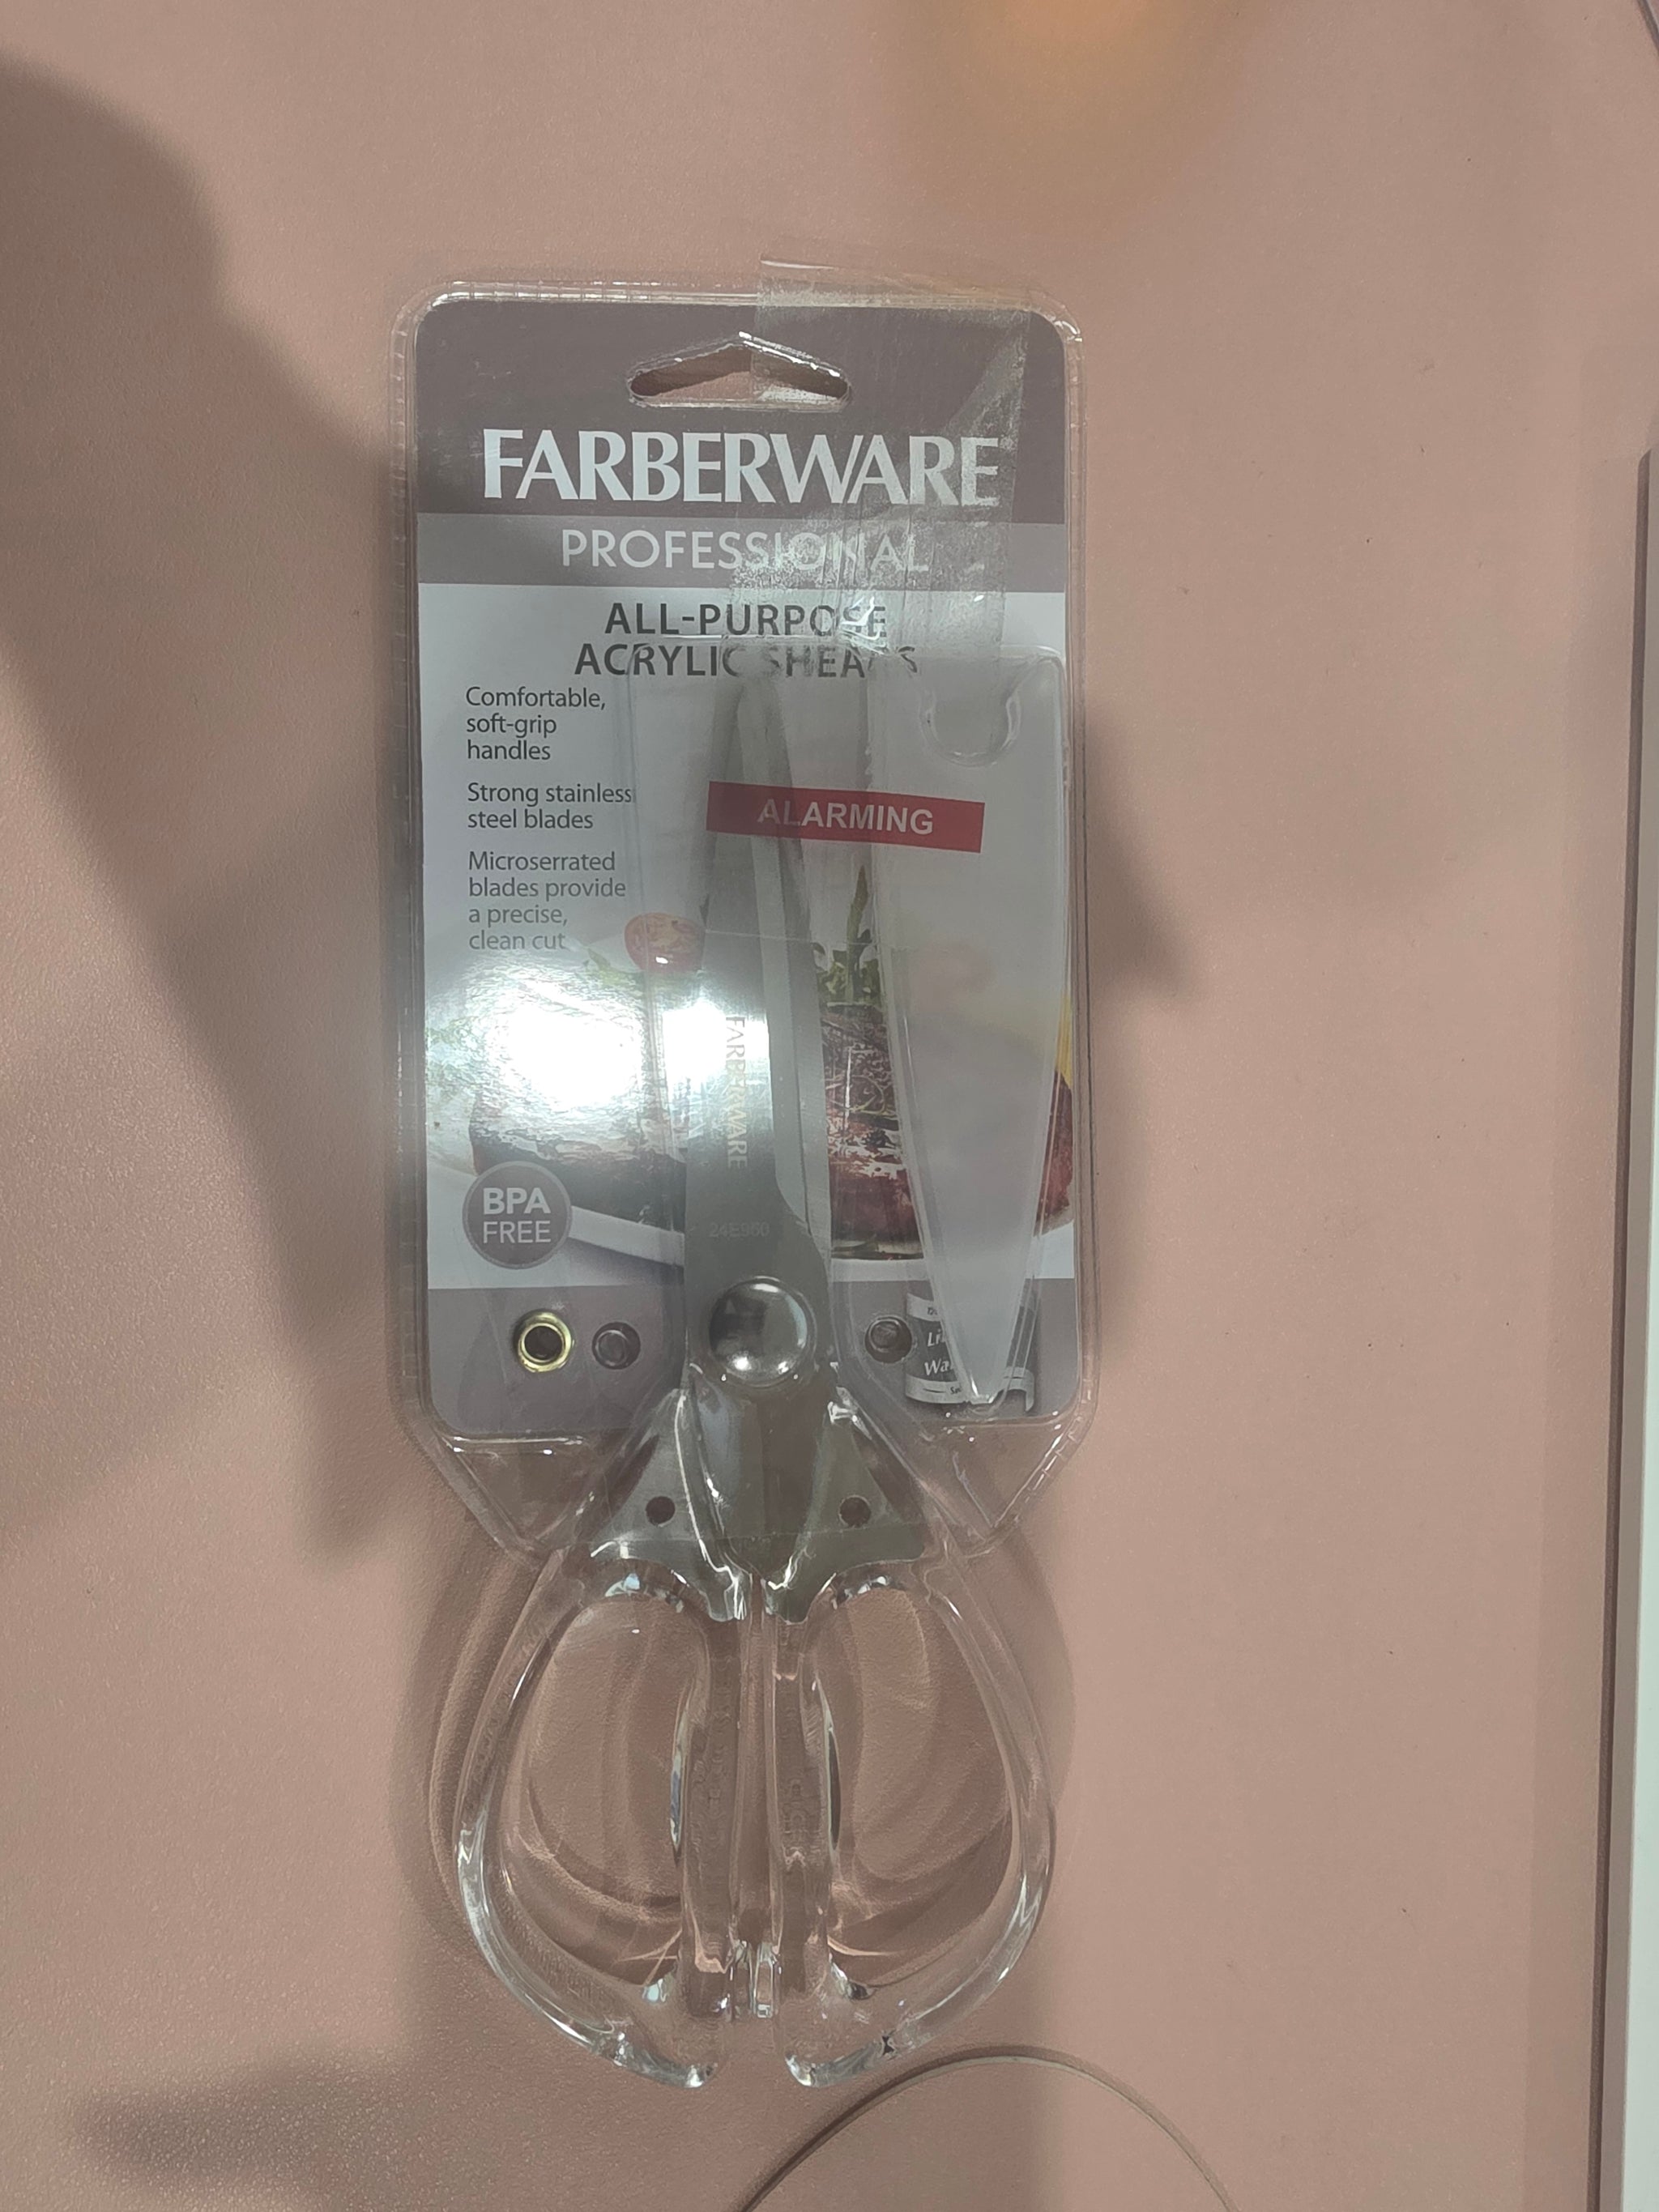 FARBERWARE
PROFESSIONAL
ALL-PURPOSE
ACRYLIC SHEARS
Comfortable,
soft-grip
handles
Strong stainless
steel blades
Microserrated
blades provide
a precise,
clean cut
ALARMING
FARBERWARE
BPA
FREE